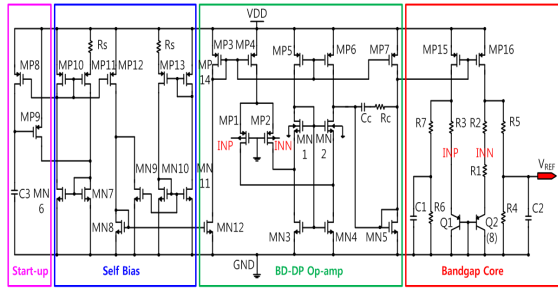 VDD
Rs
Rs
MP3 MP4
MP5
MP6
MP7
MP15
MP16
MP8
MP10
MP11
MP12
MP13
MP
14
MP9
MP1
MP2
Cc
Rc
R7
R3
R2
R5
INP
INN
MN
1
MN
2
INP
INN
VREF
R1
C3
MN
6
MN7
MN9
MN10
MN
11
C1
R6
Q1
Q2
(8)
R4
C2
MN8
MN12
MN3
MN4
MN5
GND
Start-up
Self Bias
BD-DP Op-amp
Bandgap Core